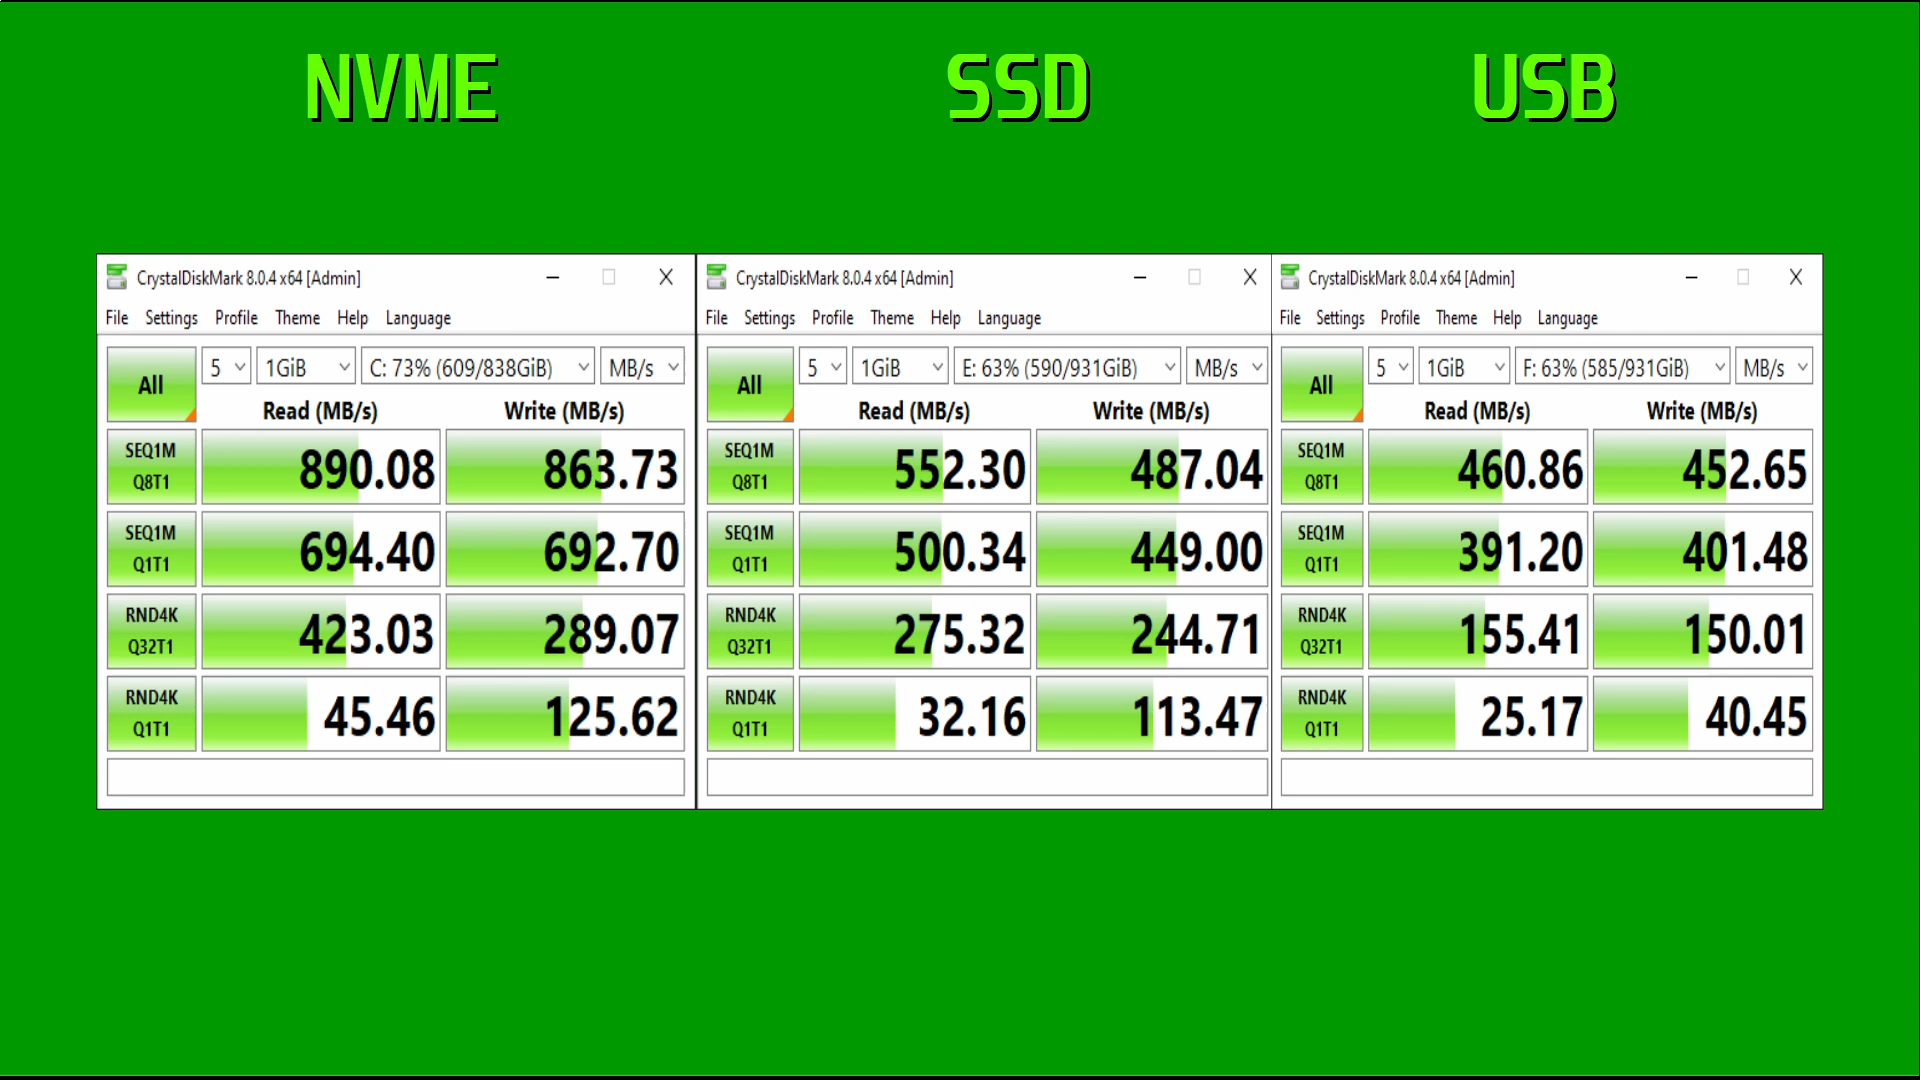 NVME
SSD
USB
CrystalDiskMark 8.0.4 x64 [Admin]
File Settings Profile Theme Help Language
All
5 1GiB C: 73% (609/838GiB) MB/s
Read (MB/s) Write (MB/s)
SEQ1M
Q8T1
890.08 863.73
SEQ1M
Q1T1
694.40 692.70
RND4K
Q32T1
423.03 289.07
RND4K
Q1T1
45.46 125.62
CrystalDiskMark 8.0.4 x64 [Admin]
File Settings Profile Theme Help Language
All
5 1GiB E: 63% (590/931GiB) MB/s
Read (MB/s) Write (MB/s)
SEQ1M
Q8T1
552.30 487.04
SEQ1M
Q1T1
500.34 449.00
RND4K
Q32T1
275.32 244.71
RND4K
Q1T1
32.16 113.47
CrystalDiskMark 8.0.4 x64 [Admin]
File Settings Profile Theme Help Language
All
5 1GiB F: 63% (585/931GiB) MB/s
Read (MB/s) Write (MB/s)
SEQ1M
Q8T1
460.86 452.65
SEQ1M
Q1T1
391.20 401.48
RND4K
Q32T1
155.41 150.01
RND4K
Q1T1
25.17 40.45